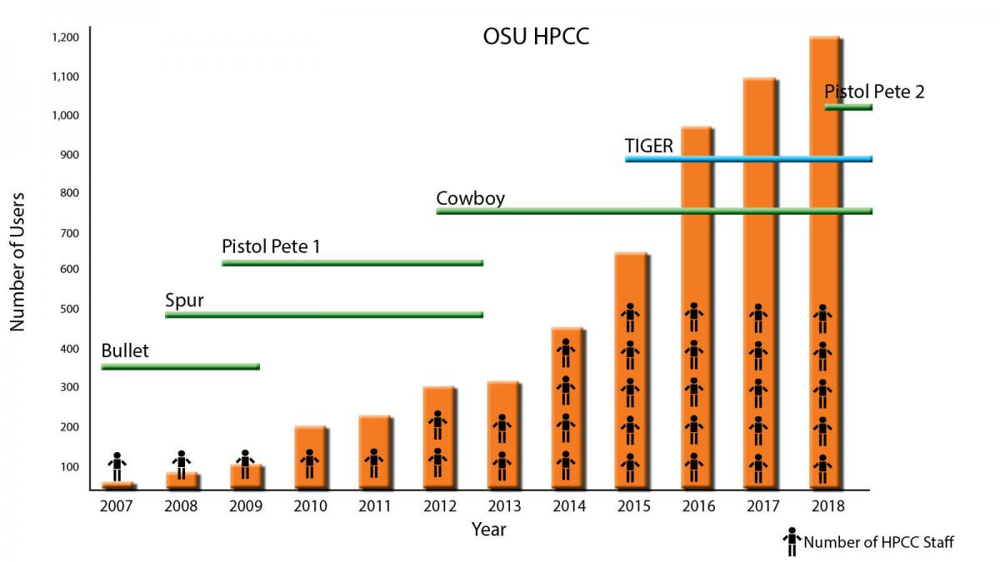 OSU HPCC
1,200
1,100
1,000
900
800
700
600
500
400
300
200
100
Number of Users
Pistol Pete 2
TIGER
Cowboy
Pistol Pete 1
Spur
Bullet
2007 2008 2009 2010 2011 2012 2013 2014 2015 2016 2017 2018
Year
Number of HPCC Staff